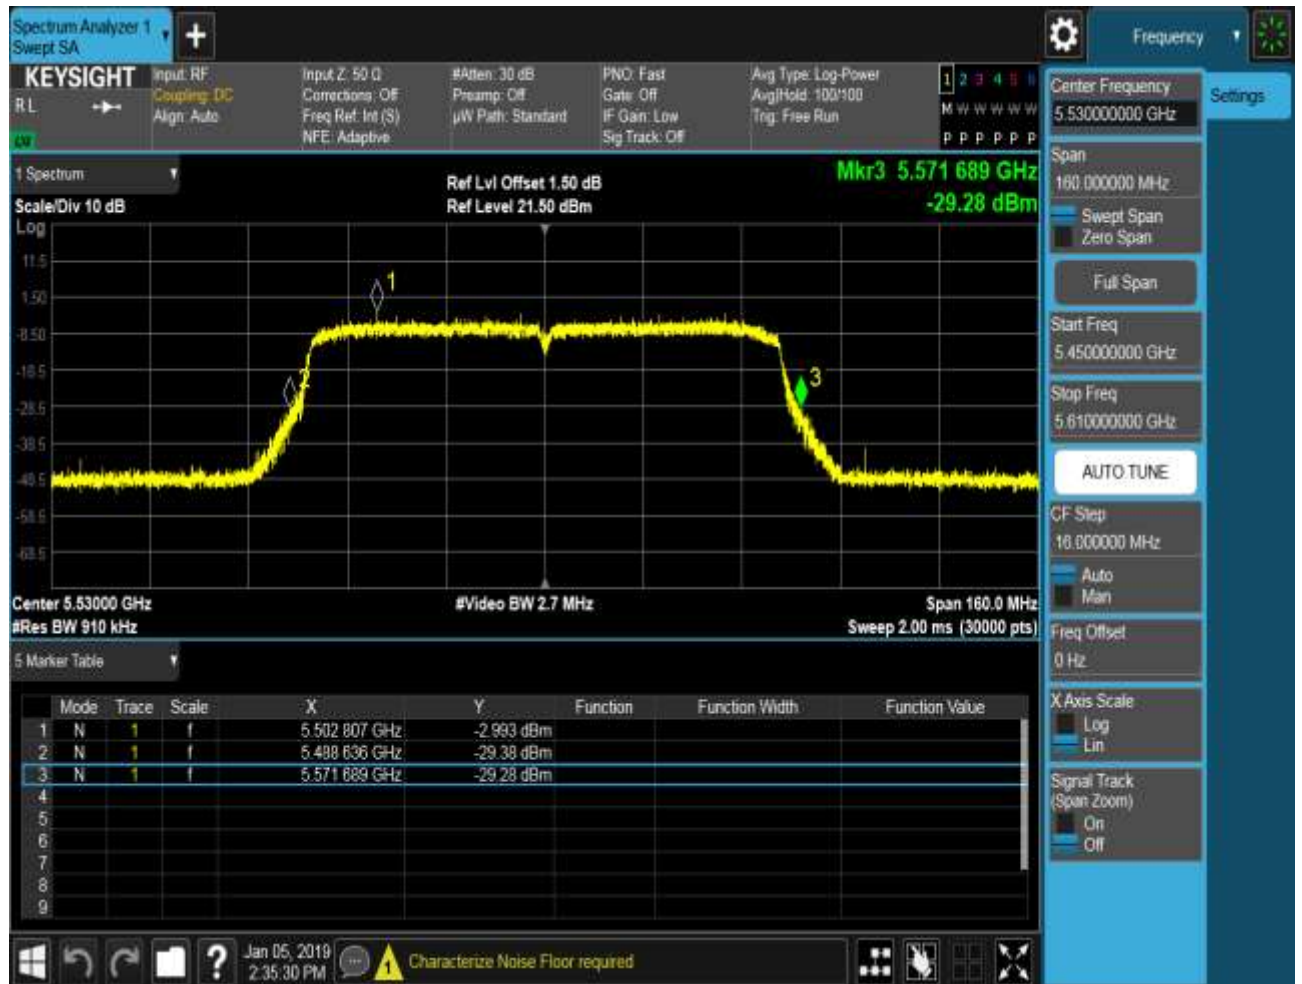 Spectrum Analyzer 1
Swept SA
+
Frequency
KEYSIGHT
RL
Input: RF
Coupling: DC
Align: Auto
Input Z: 50 Ω
Corrections: Off
Freq Ref: Int (S)
NFE: Adaptive
#Atten: 30 dB
Preamp: Off
µW Path: Standard
PNO: Fast
Gate: Off
IF Gain: Low
Sig Track: Off
Avg Type: Log-Power
Avg|Hold: 100/100
Trig: Free Run
1 2 3 4 5 6
M W W W W W
P P P P P P
1 Spectrum
Scale/Div 10 dB
Ref Lvl Offset 1.50 dB
Ref Level 21.50 dBm
Mkr3 5.571 689 GHz
-29.28 dBm
Log
11.5
1.50
-8.50
-18.5
-28.5
-38.5
-48.5
-58.5
-68.5
1
2
3
Center 5.53000 GHz
#Res BW 910 kHz
#Video BW 2.7 MHz
Span 160.0 MHz
Sweep 2.00 ms (30000 pts)
5 Marker Table
Mode Trace Scale X Y Function Function Width Function Value
1 N 1 f 5.502 807 GHz -2.993 dBm
2 N 1 f 5.488 636 GHz -29.38 dBm
3 N 1 f 5.571 689 GHz -29.28 dBm
4
5
6
7
8
9
Center Frequency
5.530000000 GHz
Settings
Span
160.000000 MHz
Swept Span
Zero Span
Full Span
Start Freq
5.450000000 GHz
Stop Freq
5.610000000 GHz
AUTO TUNE
CF Step
16.000000 MHz
Auto
Man
Freq Offset
0 Hz
X Axis Scale
Log
Lin
Signal Track
(Span Zoom)
On
Off
?
Jan 05, 2019
2:35:30 PM
1
Characterize Noise Floor required